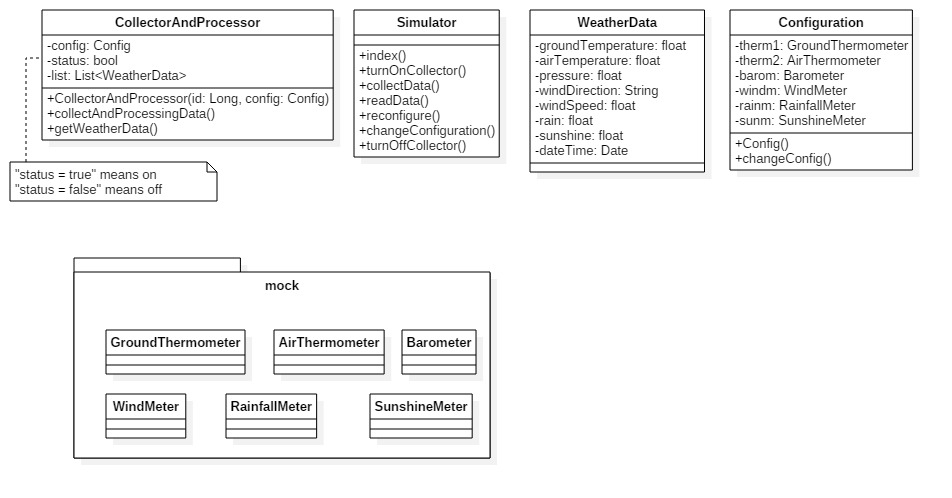 CollectorAndProcessor
-config: Config
-status: bool
-list: List<WeatherData>
+CollectorAndProcessor(id: Long, config: Config)
+collectAndProcessingData()
+getWeatherData()
"status = true" means on
"status = false" means off
Simulator
+index()
+turnOnCollector()
+collectData()
+readData()
+reconfigure()
+changeConfiguration()
+turnOffCollector()
WeatherData
-groundTemperature: float
-airTemperature: float
-pressure: float
-windDirection: String
-windSpeed: float
-rain: float
-sunshine: float
-dateTime: Date
Configuration
-therm1: GroundThermometer
-therm2: AirThermometer
-barom: Barometer
-windm: WindMeter
-rainm: RainfallMeter
-sunm: SunshineMeter
+Config()
+changeConfig()
mock
GroundThermometer
AirThermometer
Barometer
WindMeter
RainfallMeter
SunshineMeter